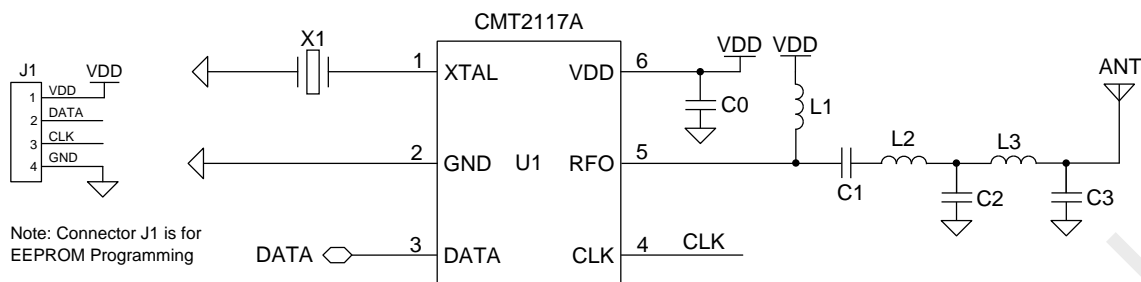 CMT2117A
X1
J1
VDD
1 VDD
2 DATA
3 CLK
4 GND
Note: Connector J1 is for
EEPROM Programming
1 XTAL
2 GND
DATA 3 DATA
U1
VDD 6
VDD
VDD
C0
L1
RFO 5
C1
L2
L3
C2
C3
ANT
CLK 4 CLK